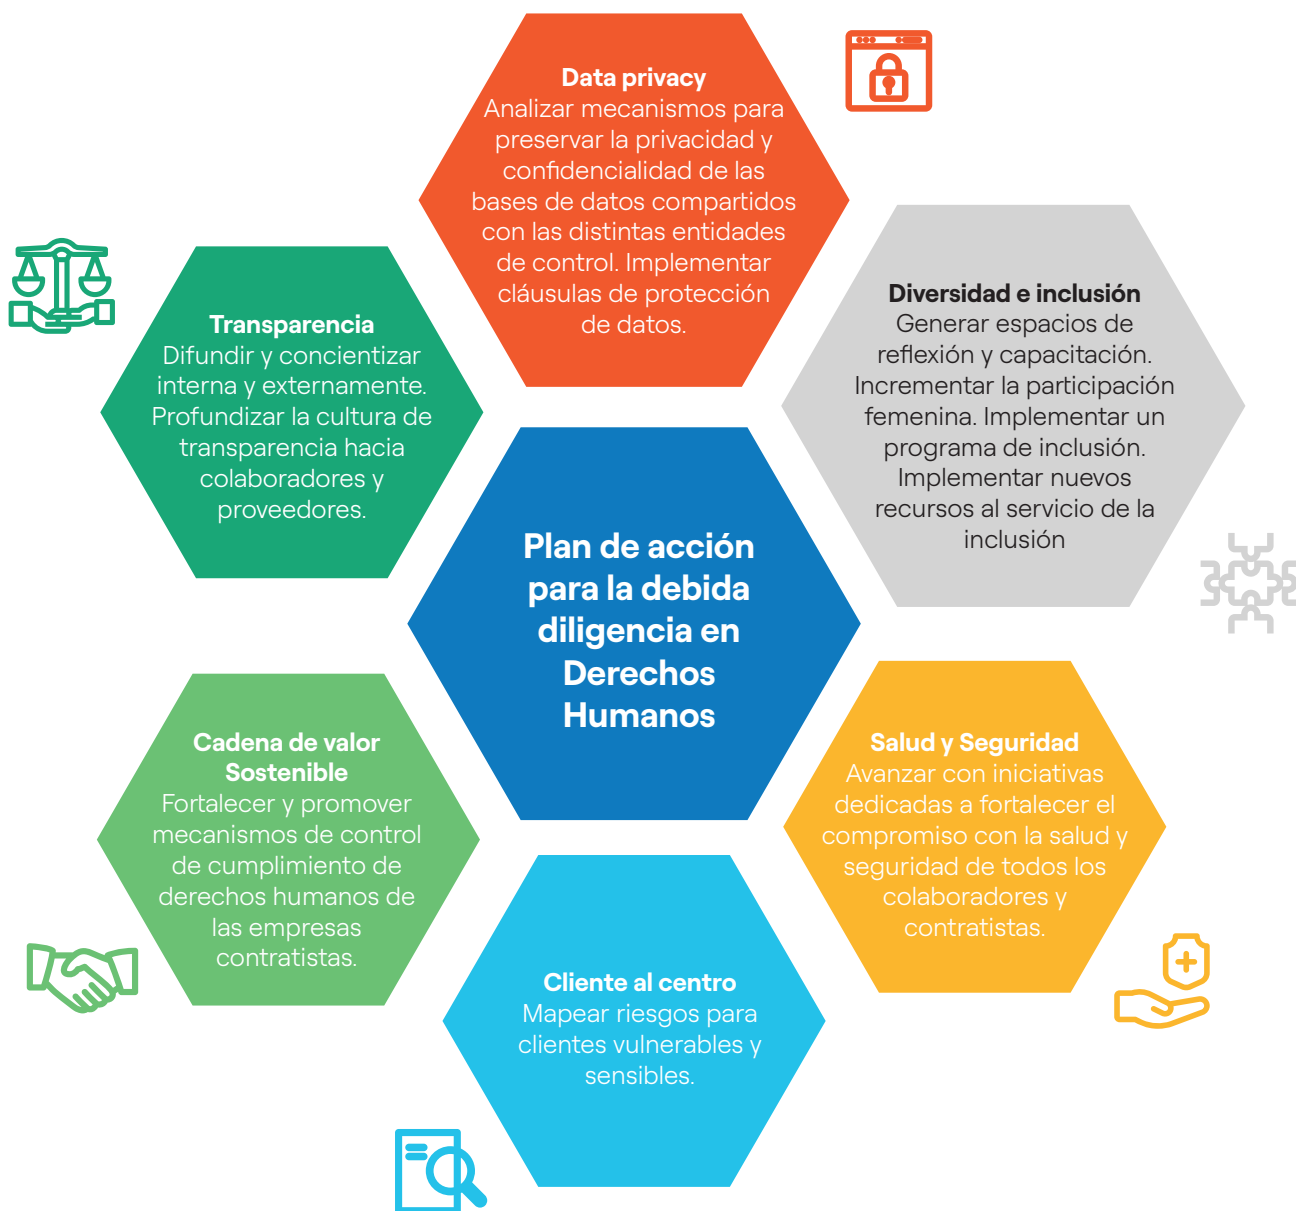 Data privacy
Analizar mecanismos para
preservar la privacidad y
confidencialidad de las
bases de datos compartidos
con las distintas entidades
de control. Implementar
cláusulas de protección
de datos.
Diversidad e inclusión
Generar espacios de
reflexión y capacitación.
Incrementar la participación
femenina. Implementar un
programa de inclusión.
Implementar nuevos
recursos al servicio de la
inclusión
Transparencia
Difundir y concientizar
interna y externamente.
Profundizar la cultura de
transparencia hacia
colaboradores y
proveedores.
Plan de acción
para la debida
diligencia en
Derechos
Humanos
Cadena de valor
Sostenible
Fortalecer y promover
mecanismos de control
de cumplimiento de
derechos humanos de
las empresas
contratistas.
Salud y Seguridad
Avanzar con iniciativas
dedicadas a fortalecer el
compromiso con la salud y
seguridad de todos los
colaboradores y
contratistas.
Cliente al centro
Mapear riesgos para
clientes vulnerables y
sensibles.